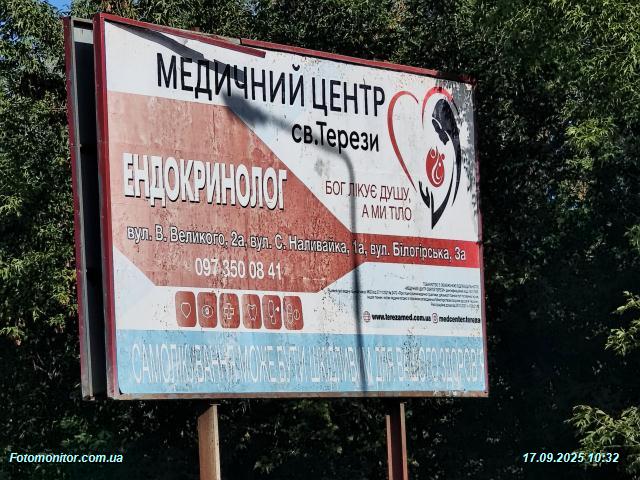 МЕДИЧНИЙ ЦЕНТР
св.Терези
ЕНДОКРИНОЛОГ
БОГ ЛІКУЄ ДУШУ,
А МИ ТІЛО
вул. В. Великого, 2а, вул. С. Наливайка, 1а, вул. Білогірська, 3а
097 350 08 41
www.terezamed.com.ua medcenter.tereza
САМОЛІКУВАННЯ МОЖЕ БУТИ ШКІДЛИВИМ ДЛЯ ВАШОГО ЗДОРОВ'Я
Fotomonitor.com.ua
17.09.2025 10:32